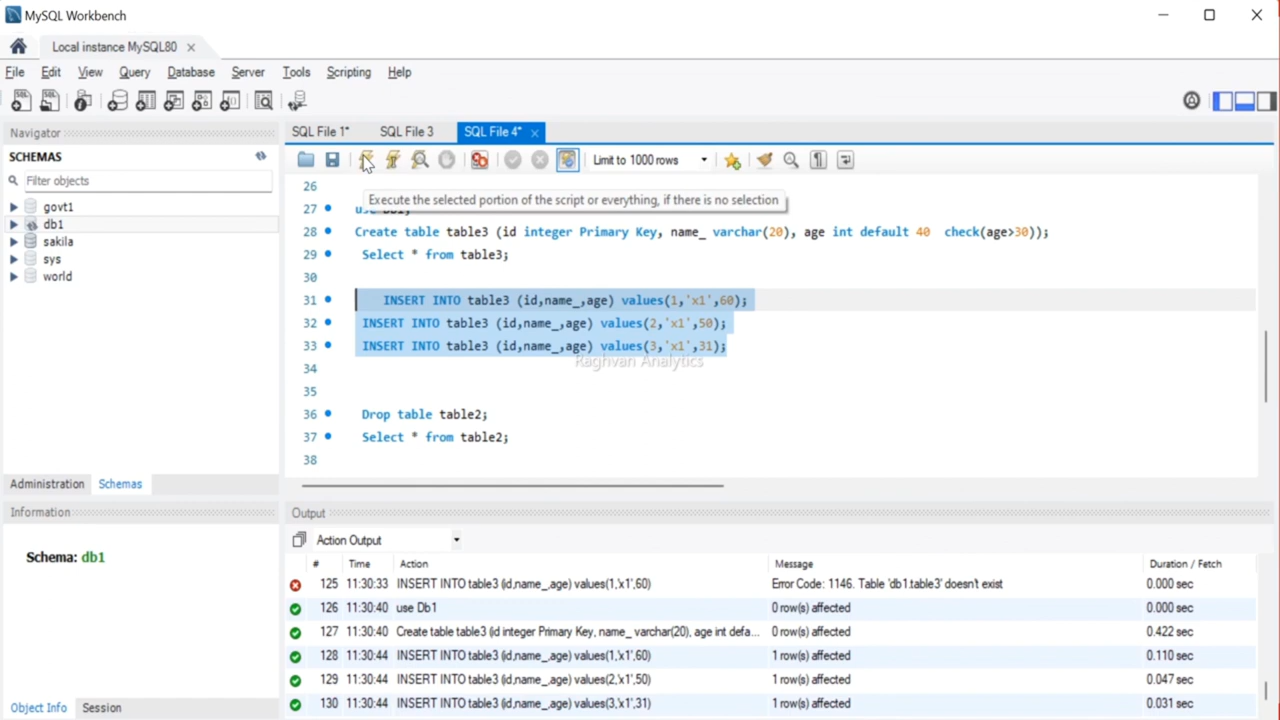 MySQL Workbench
Local instance MySQL80
File Edit View Query Database Server Tools Scripting Help
Navigator
SCHEMAS
Filter objects
govt1
db1
sakila
sys
world
Administration Schemas
Information
Schema: db1
Object Info Session
SQL File 1* SQL File 3 SQL File 4*
Limit to 1000 rows
Execute the selected portion of the script or everything, if there is no selection
26
27
28 Create table table3 (id integer Primary Key, name_ varchar(20), age int default 40 check(age>30));
29 Select * from table3;
30
31 INSERT INTO table3 (id,name_,age) values(1,'x1',60);
32 INSERT INTO table3 (id,name_,age) values(2,'x1',50);
33 INSERT INTO table3 (id,name_,age) values(3,'x1',31);
Raghvan Analytics
34
35
36 Drop table table2;
37 Select * from table2;
38
Output
Action Output
# Time Action Message Duration / Fetch
125 11:30:33 INSERT INTO table3 (id,name_,age) values(1,'x1',60) Error Code: 1146. Table 'db1.table3' doesn't exist 0.000 sec
126 11:30:40 use Db1 0 row(s) affected 0.000 sec
127 11:30:40 Create table table3 (id integer Primary Key, name_ varchar(20), age int defa... 0 row(s) affected 0.422 sec
128 11:30:44 INSERT INTO table3 (id,name_,age) values(1,'x1',60) 1 row(s) affected 0.110 sec
129 11:30:44 INSERT INTO table3 (id,name_,age) values(2,'x1',50) 1 row(s) affected 0.047 sec
130 11:30:44 INSERT INTO table3 (id,name_,age) values(3,'x1',31) 1 row(s) affected 0.031 sec